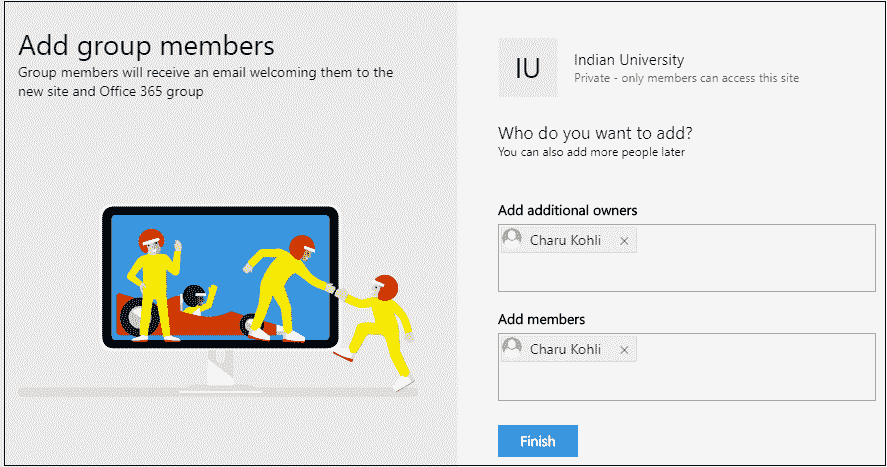 Add group members
Group members will receive an email welcoming them to the
new site and Office 365 group
IU
Indian University
Private - only members can access this site
Who do you want to add?
You can also add more people later
Add additional owners
Charu Kohli ×
Add members
Charu Kohli ×
Finish